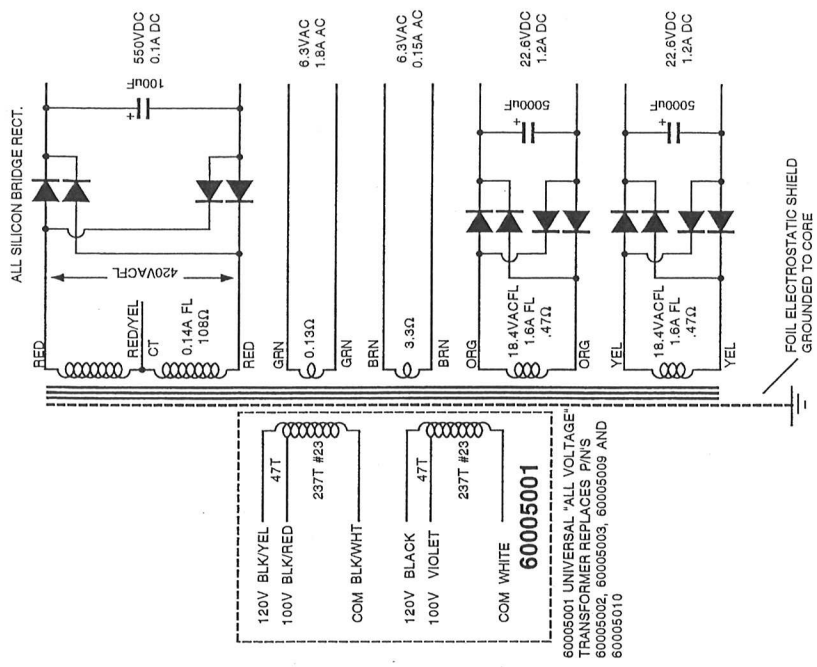 ALL SILICON BRIDGE RECT.
550VDC
0.1A DC
6.3VAC
1.8A AC
6.3VAC
0.15A AC
22.6VDC
1.2A DC
22.6VDC
1.2A DC
+
100uF
+
5000uF
+
5000uF
420VACFL
RED
RED/YEL
CT
0.14A FL
108Ω
RED
GRN
0.13Ω
GRN
BRN
3.3Ω
BRN
ORG
18.4VACFL
1.6A FL
.47Ω
ORG
YEL
18.4VACFL
1.6A FL
.47Ω
YEL
FOIL ELECTROSTATIC SHIELD
GROUNDED TO CORE
120V BLK/YEL
47T
100V BLK/RED
237T #23
COM BLK/WHT
120V BLACK
47T
100V VIOLET
237T #23
COM WHITE
60005001
60005001 UNIVERSAL "ALL VOLTAGE"
TRANSFORMER REPLACES P/N'S
60005002, 60005003, 60005009 AND
60005010